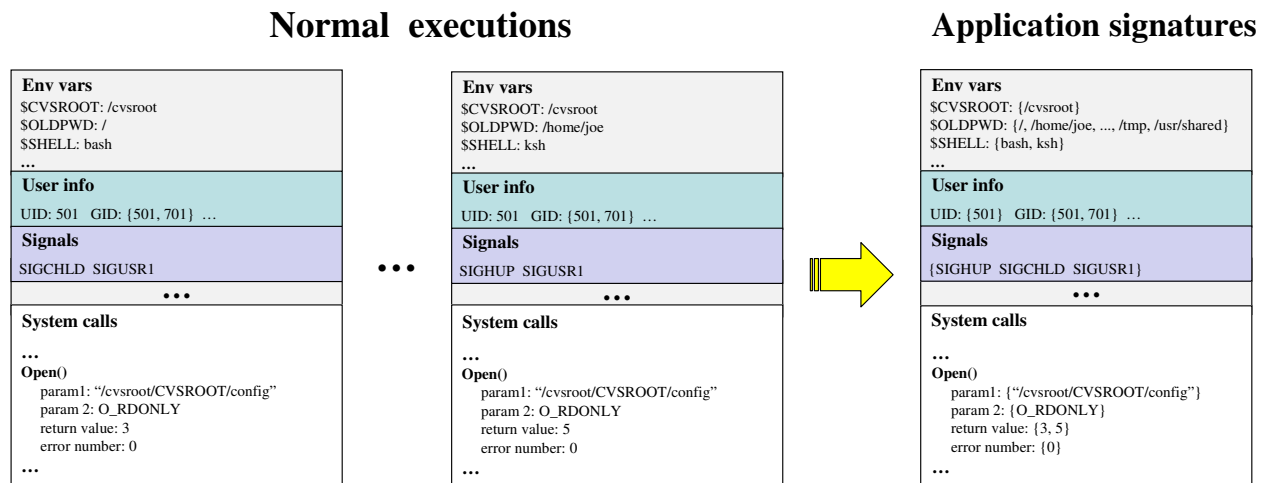 Normal executions
Application signatures
Env vars
$CVSROOT: /cvsroot
$OLDPWD: /
$SHELL: bash
...
User info
UID: 501 GID: {501, 701} ...
Signals
SIGCHLD SIGUSR1
...
System calls
...
Open()
param1: “/cvsroot/CVSROOT/config”
param 2: O_RDONLY
return value: 3
error number: 0
...
...
Env vars
$CVSROOT: /cvsroot
$OLDPWD: /home/joe
$SHELL: ksh
...
User info
UID: 501 GID: {501, 701} ...
Signals
SIGHUP SIGUSR1
...
System calls
...
Open()
param1: “/cvsroot/CVSROOT/config”
param 2: O_RDONLY
return value: 5
error number: 0
...
Env vars
$CVSROOT: {/cvsroot}
$OLDPWD: {/, /home/joe, ..., /tmp, /usr/shared}
$SHELL: {bash, ksh}
...
User info
UID: {501} GID: {501, 701} ...
Signals
{SIGHUP SIGCHLD SIGUSR1}
...
System calls
...
Open()
param1: {“/cvsroot/CVSROOT/config”}
param 2: {O_RDONLY}
return value: {3, 5}
error number: {0}
...